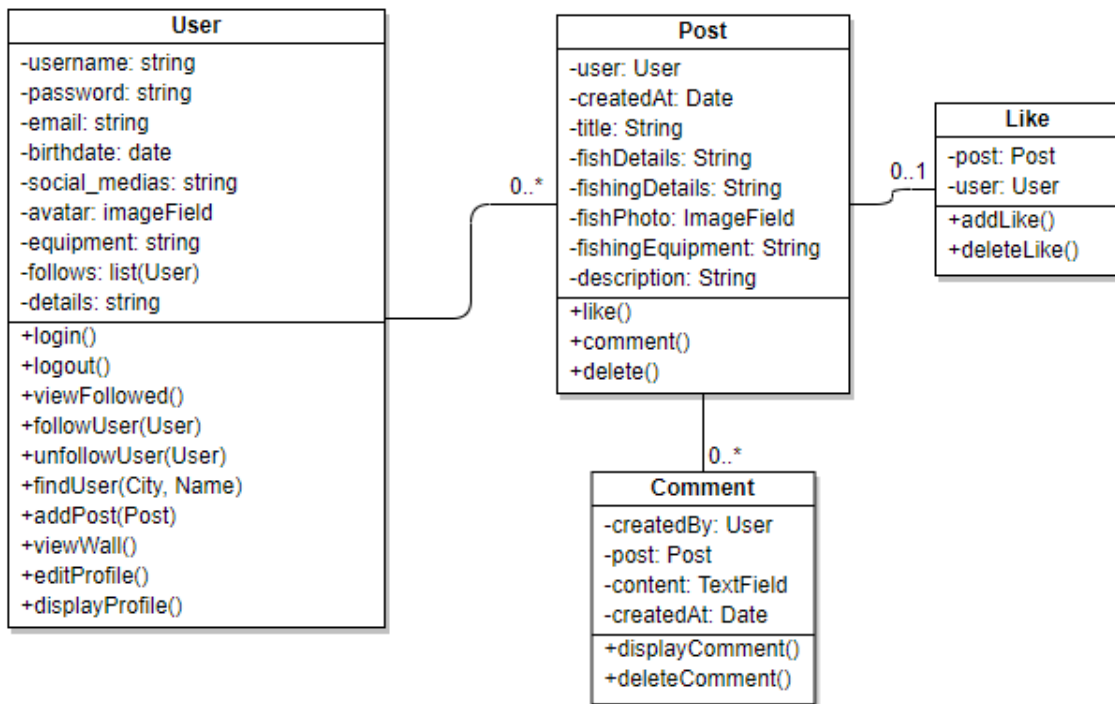 User
-username: string
-password: string
-email: string
-birthdate: date
-social_medias: string
-avatar: imageField
-equipment: string
-follows: list(User)
-details: string
+login()
+logout()
+viewFollowed()
+followUser(User)
+unfollowUser(User)
+findUser(City, Name)
+addPost(Post)
+viewWall()
+editProfile()
+displayProfile()
0..*
Post
-user: User
-createdAt: Date
-title: String
-fishDetails: String
-fishingDetails: String
-fishPhoto: ImageField
-fishingEquipment: String
-description: String
+like()
+comment()
+delete()
0..1
Like
-post: Post
-user: User
+addLike()
+deleteLike()
0..*
Comment
-createdBy: User
-post: Post
-content: TextField
-createdAt: Date
+displayComment()
+deleteComment()